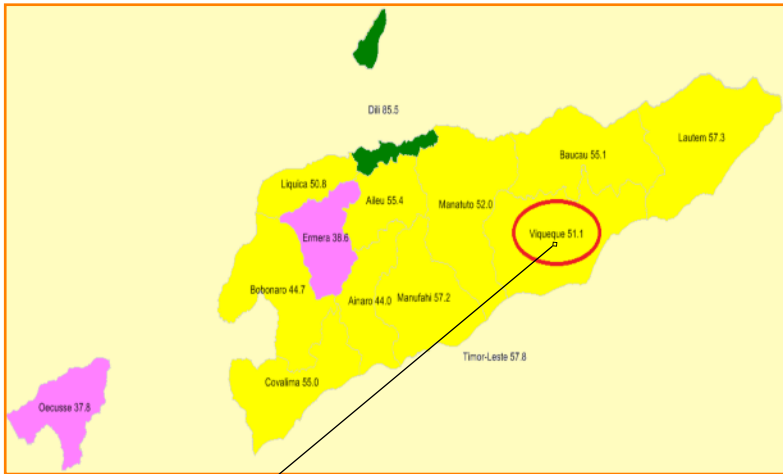 Dili 85.5
Lautem 57.3
Baucau 55.1
Liquica 50.8
Aileu 55.4
Manatuto 52.0
Viqueque 51.1
Ermera 38.6
Bobonaro 44.7
Ainaro 44.0
Manufahi 57.2
Timor-Leste 57.8
Covalima 55.0
Oecusse 37.8